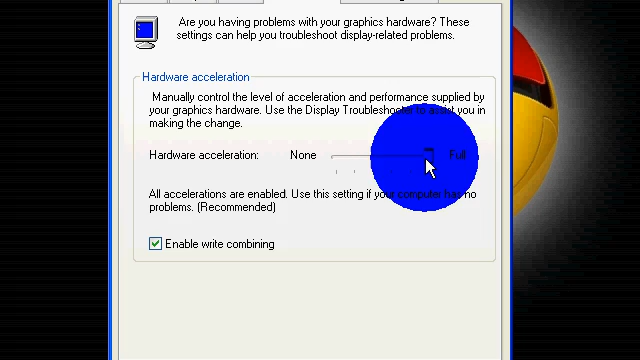 Are you having problems with your graphics hardware? These
settings can help you troubleshoot display-related problems.
Hardware acceleration
Manually control the level of acceleration and performance supplied by
your graphics hardware. Use the Display Troubleshooter to assist you in
making the change.
Hardware acceleration: None Full
All accelerations are enabled. Use this setting if your computer has no
problems. (Recommended)
Enable write combining